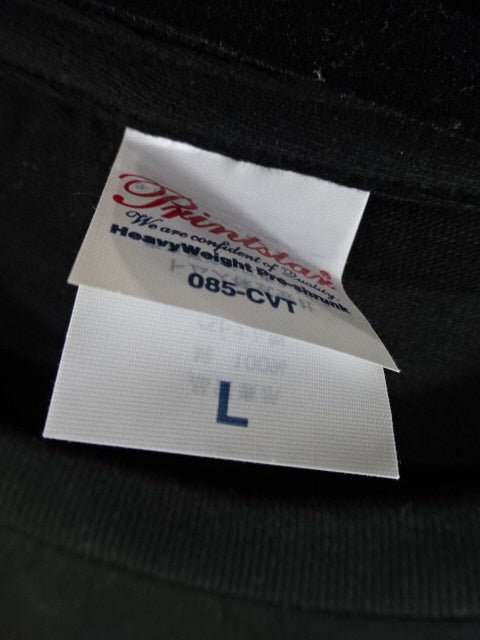 Printstar
We are confident of Quality.
HeavyWeight Pre-shrunk
085-CVT
L